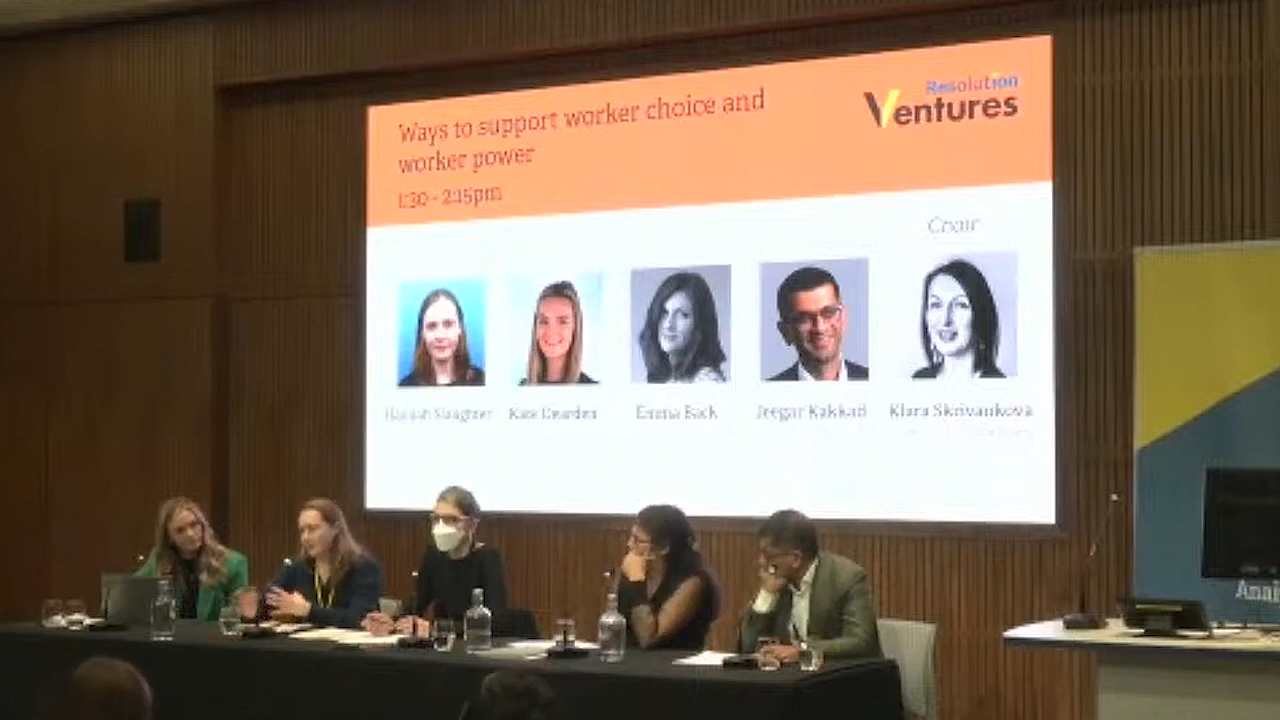 Resolution
Ventures
Ways to support worker choice and
worker power
1:30 - 2:15pm
Chair
Hannah Slaughter Kate Dearden Emma Back Jeegar Kakkad Klara Skrivankova